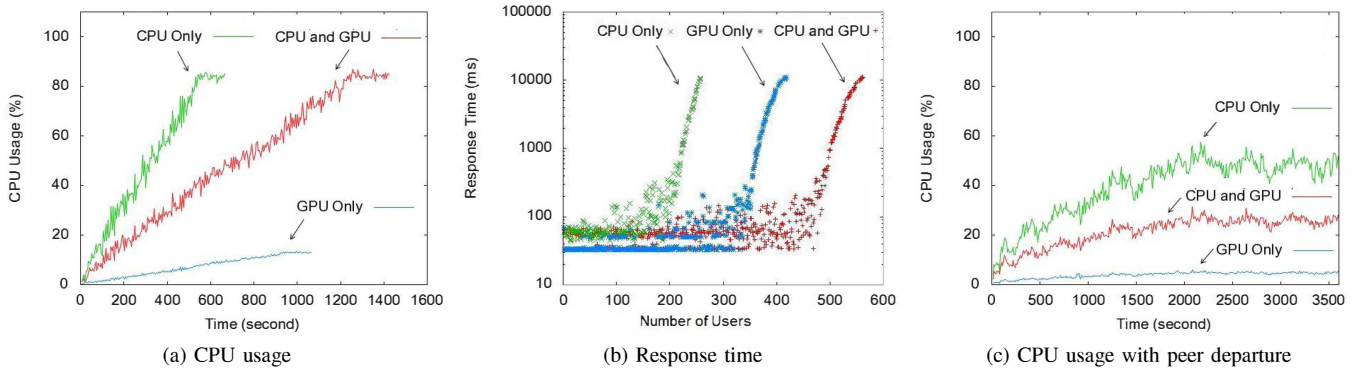 100
80
60
40
20
0
CPU Usage (%)
CPU Only
CPU and GPU
GPU Only
0 200 400 600 800 1000 1200 1400 1600
Time (second)
(a) CPU usage
100000
10000
1000
100
10
Response Time (ms)
CPU Only
GPU Only
CPU and GPU
0 100 200 300 400 500 600
Number of Users
(b) Response time
100
80
60
40
20
0
CPU Usage (%)
CPU Only
CPU and GPU
GPU Only
0 500 1000 1500 2000 2500 3000 3500
Time (second)
(c) CPU usage with peer departure